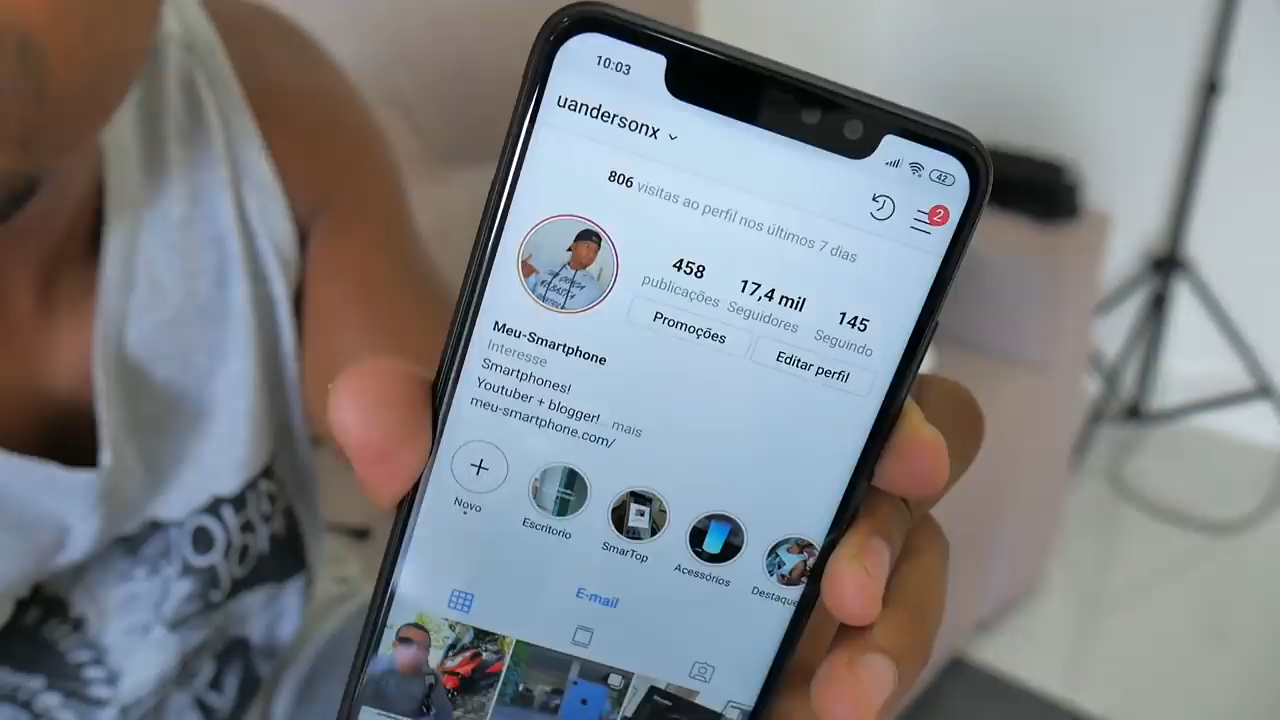 10:03
42
uandersonx
2
806 visitas ao perfil nos últimos 7 dias
458
publicações
17,4 mil
Seguidores
145
Seguindo
Promoções
Editar perfil
Meu-Smartphone
Interesse
Smartphones!
Youtuber + blogger!... mais
meu-smartphone.com/
Novo
Escritorio
SmarTop
Acessórios
Destaque
E-mail